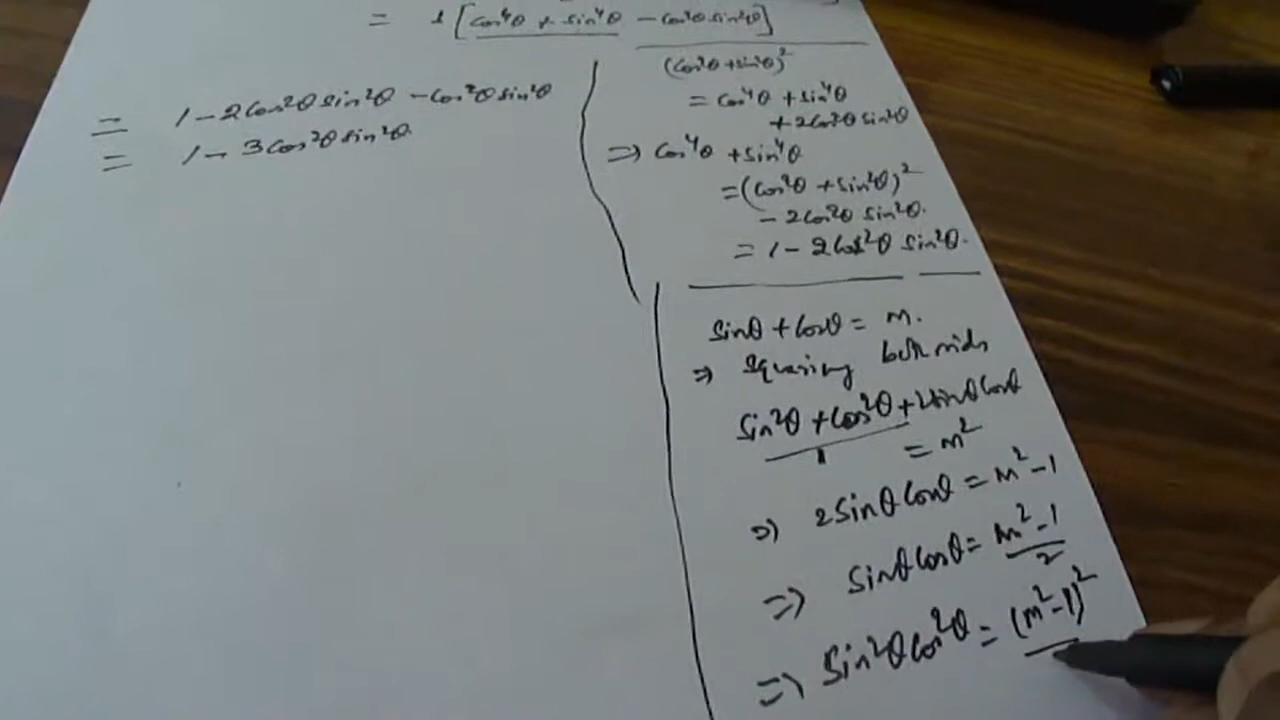 = 1[cos⁴θ + sin⁴θ - cos²θ sin²θ]
= 1 - 2cos²θ sin²θ - cos²θ sin²θ
= 1 - 3cos²θ sin²θ.
(cos²θ + sin²θ)²
= cos⁴θ + sin⁴θ
+ 2cos²θ sin²θ
⇒ cos⁴θ + sin⁴θ
= (cos²θ + sin²θ)²
- 2cos²θ sin²θ.
= 1 - 2cos²θ sin²θ.
sinθ + cosθ = m.
⇒ squaring both sides
sin²θ + cos²θ + 2sinθ cosθ
1 = m²
⇒ 2sinθ cosθ = m² - 1
⇒ sinθ cosθ = m² - 1
2
⇒ sin²θ cos²θ = (m² - 1)²